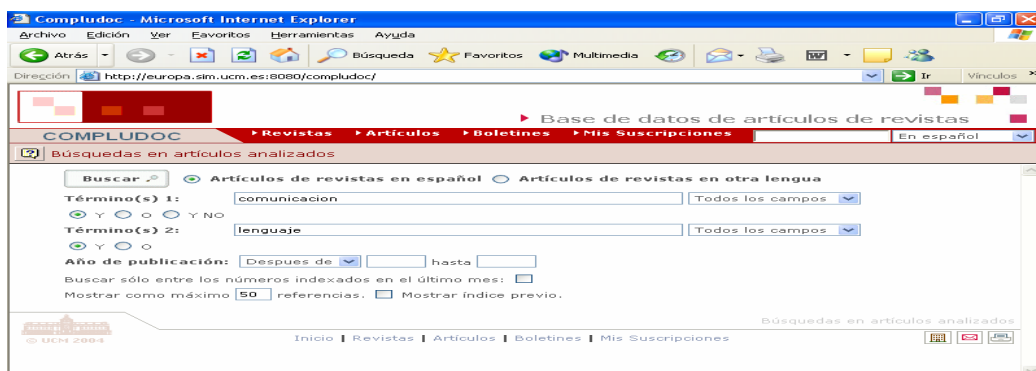 Compludoc - Microsoft Internet Explorer
Archivo Edición Ver Favoritos Herramientas Ayuda
Atrás Búsqueda Favoritos Multimedia
Dirección http://europa.sim.ucm.es:8080/compludoc/ Ir Vínculos »
Base de datos de artículos de revistas
COMPLUDOC Revistas Artículos Boletines Mis Suscripciones En español
Búsquedas en artículos analizados
Buscar Artículos de revistas en español Artículos de revistas en otra lengua
Término(s) 1: comunicacion Todos los campos
Y O Y NO
Término(s) 2: lenguaje Todos los campos
Y O
Año de publicación: Despues de hasta
Buscar sólo entre los números indexados en el último mes:
Mostrar como máximo 50 referencias. Mostrar índice previo.
Búsquedas en artículos analizados
© UCM 2004 Inicio | Revistas | Artículos | Boletines | Mis Suscripciones